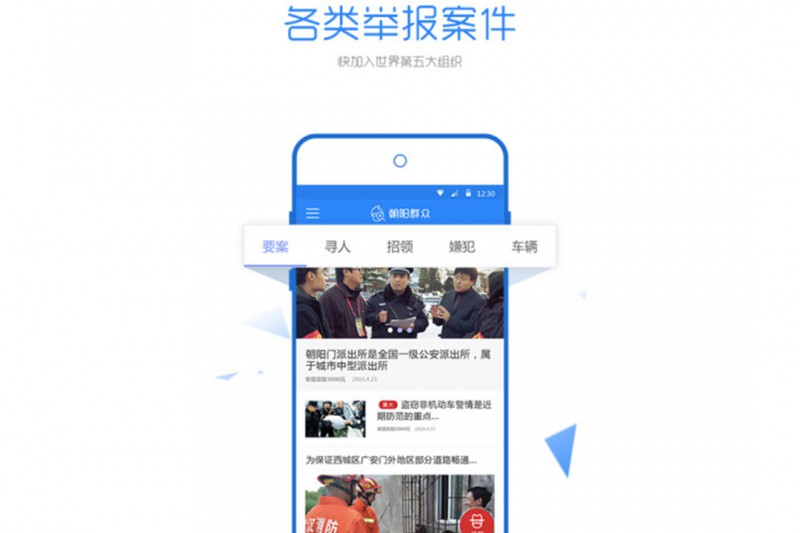 各类举报案件
快加入世界第五大组织
12:30
朝阳群众
要案 寻人 招领 嫌犯 车辆
朝阳门派出所是全国一级公安派出所，属
于城市中型派出所
2016.4.21
盗窃非机动车警情是近
期防范的重点...
2016.4.21
为保证西城区广安门外地区部分道路畅通...